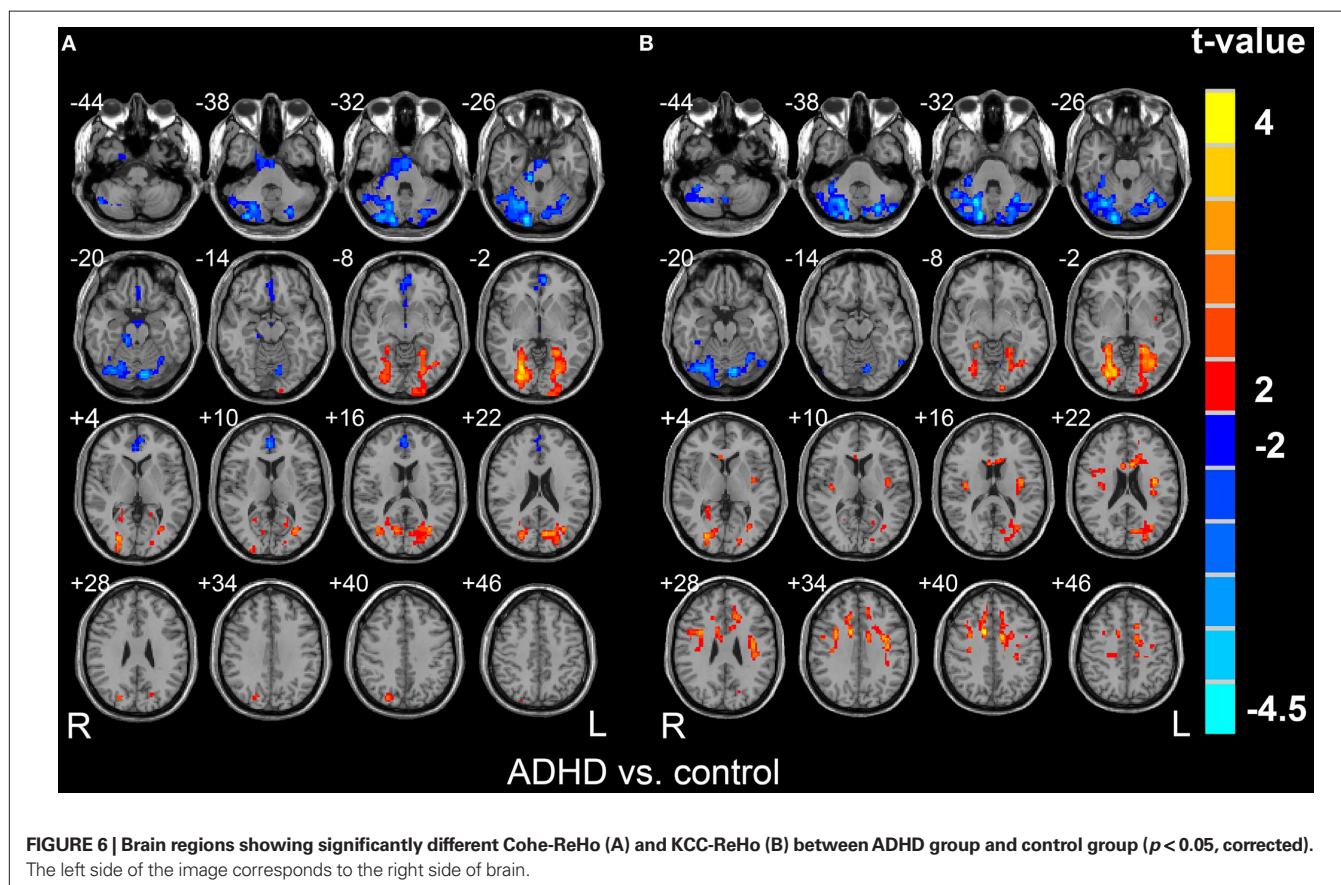 A B t-value
-44 -38 -32 -26 -44 -38 -32 -26
4
-20 -14 -8 -2 -20 -14 -8 -2
2
-2
+4 +10 +16 +22 +4 +10 +16 +22
+28 +34 +40 +46 +28 +34 +40 +46
-4.5
R L R L
ADHD vs. control
FIGURE 6 | Brain regions showing significantly different Cohe-ReHo (A) and KCC-ReHo (B) between ADHD group and control group (p < 0.05, corrected).
The left side of the image corresponds to the right side of brain.